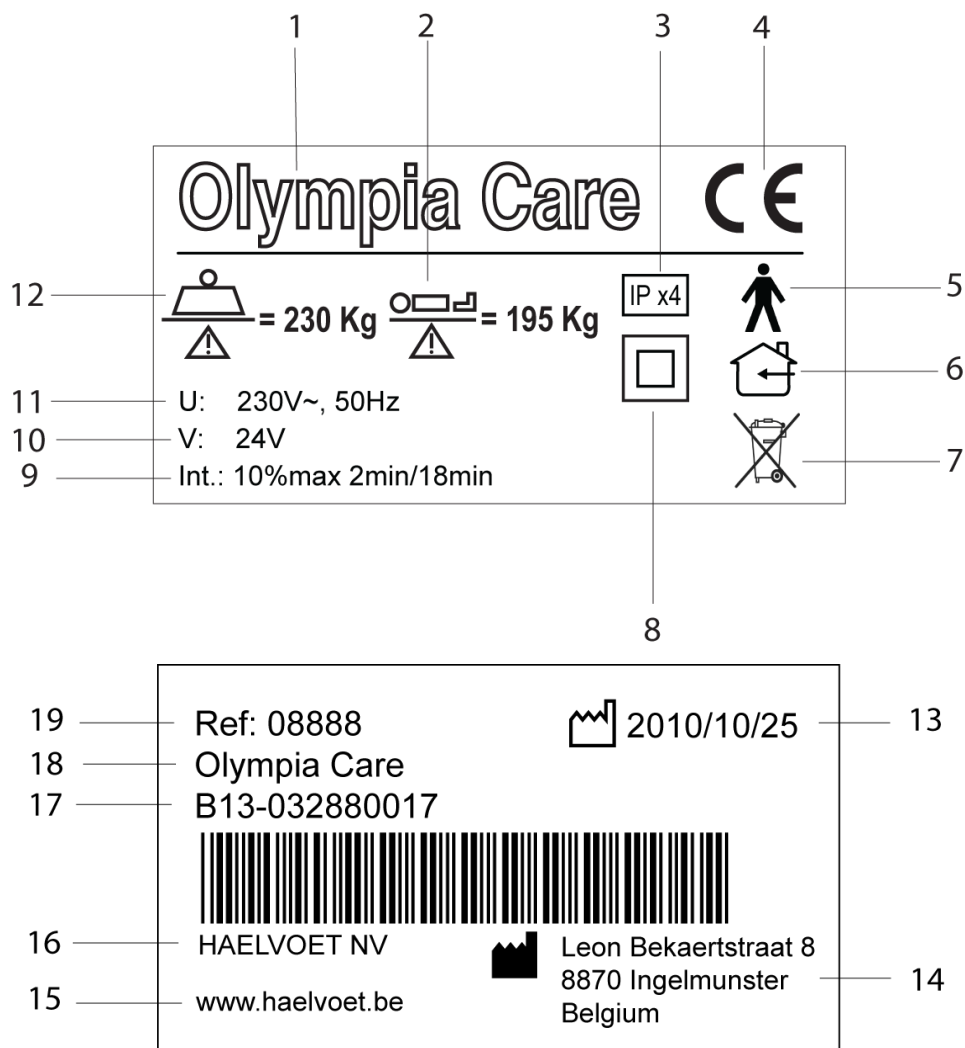 1 2 3 4
Olympia Care CE
12 = 230 Kg = 195 Kg IP x4 5
6
11 U: 230V~, 50Hz
10 V: 24V
9 Int.: 10%max 2min/18min 7
8
19 Ref: 08888 2010/10/25 13
18 Olympia Care
17 B13-032880017
16 HAELVOET NV Leon Bekaertstraat 8
8870 Ingelmunster 14
15 www.haelvoet.be Belgium